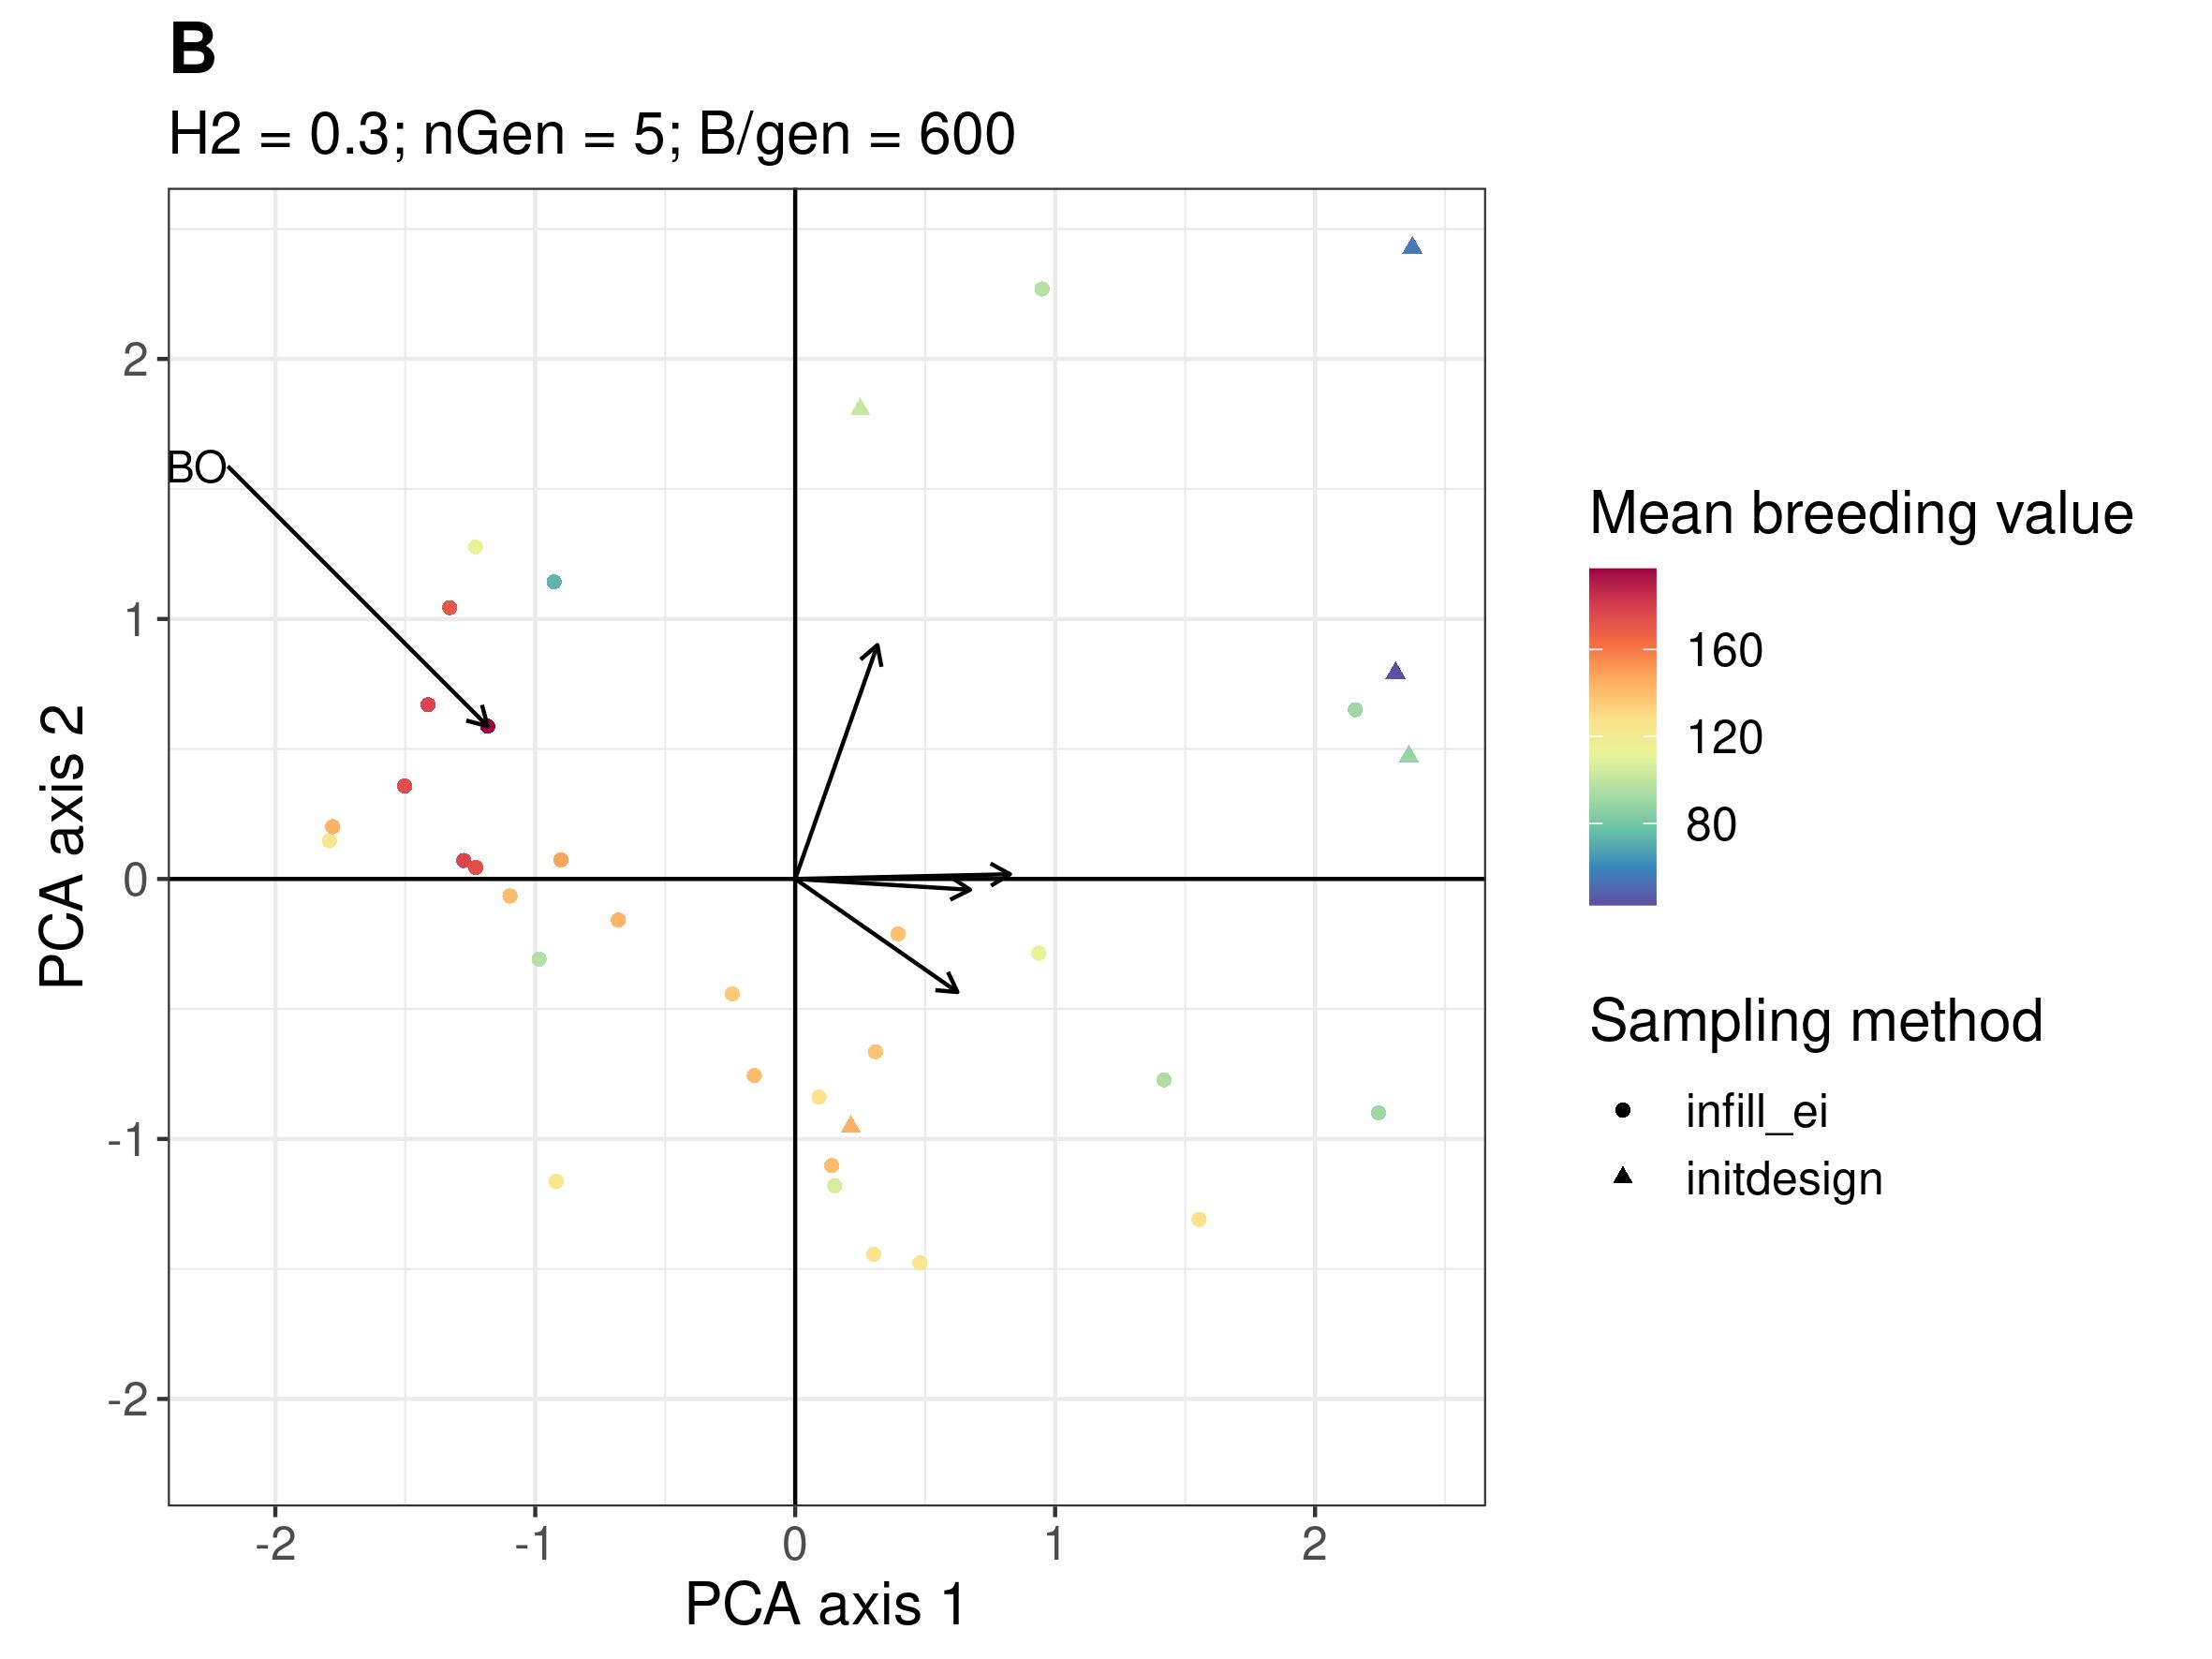 B
H2 = 0.3; nGen = 5; B/gen = 600
2
1
0
-1
-2
PCA axis 2
BO
-2
-1
0
1
2
PCA axis 1
Mean breeding value
160
120
80
Sampling method
infill_ei
initdesign